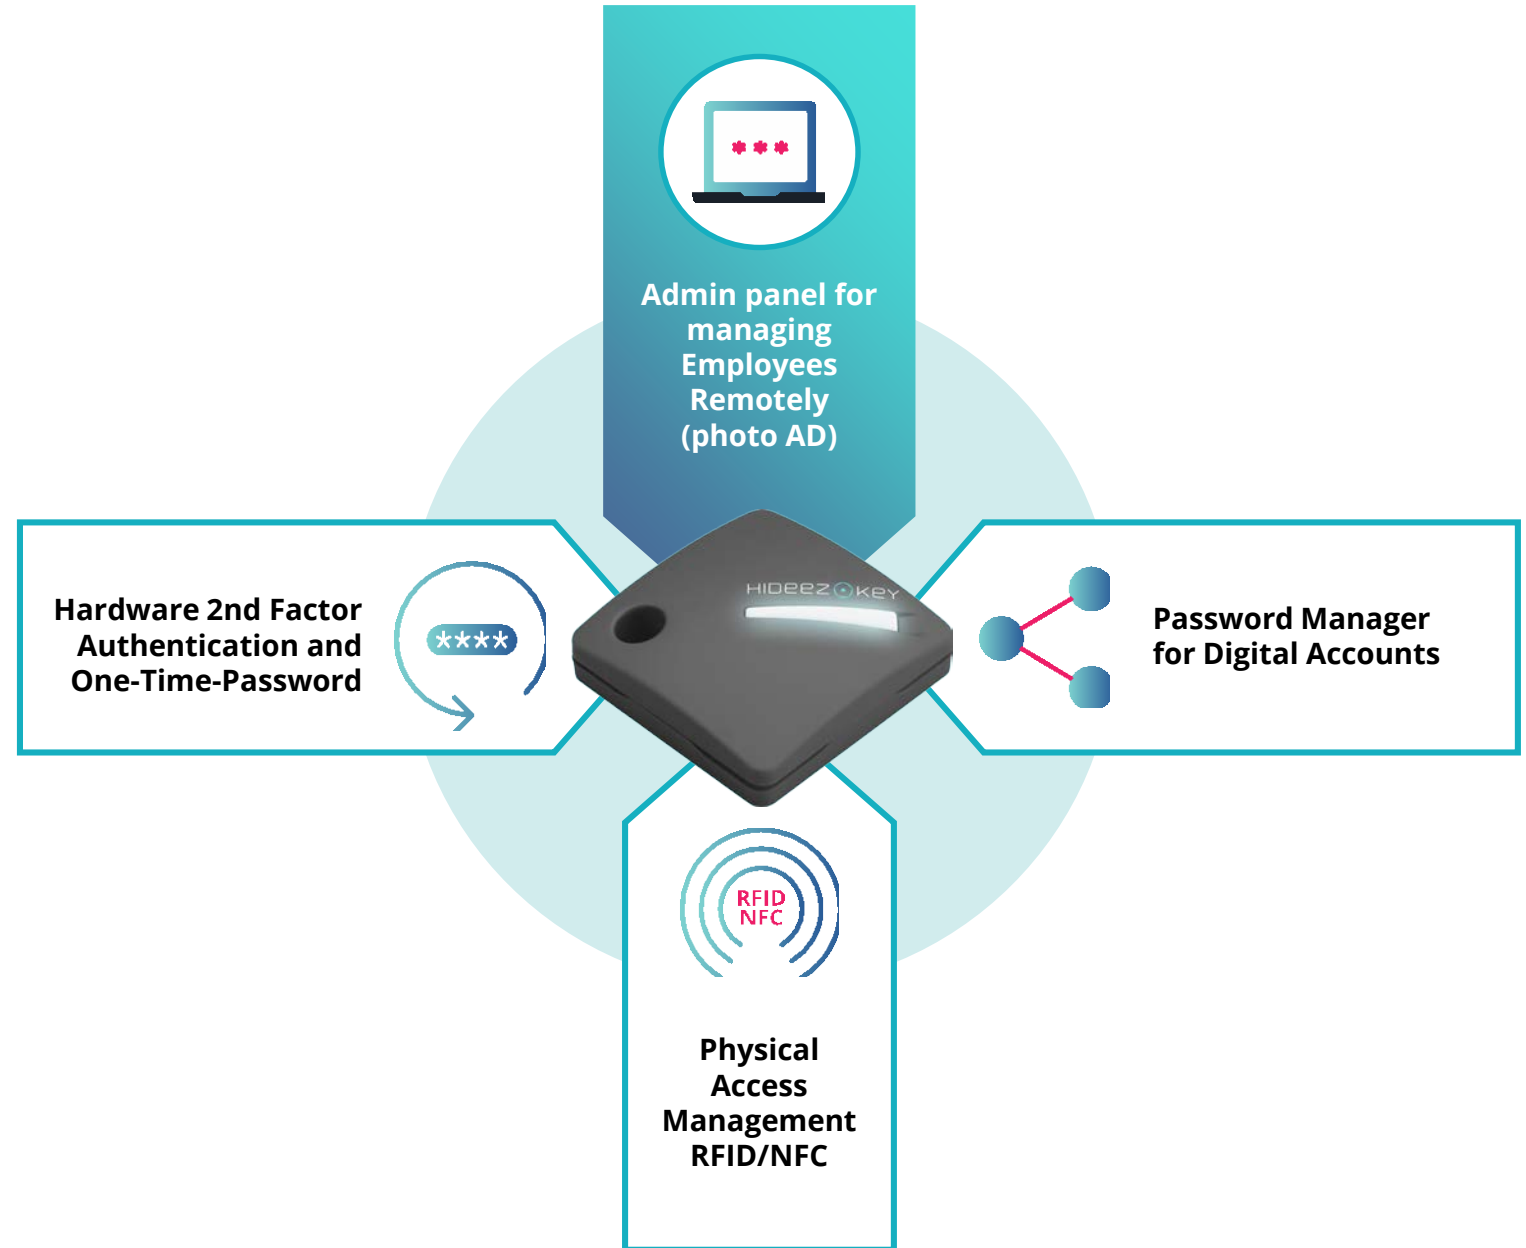 ***
Admin panel for
managing
Employees
Remotely
(photo AD)
Hardware 2nd Factor
Authentication and
One-Time-Password
****
HIDEEZ KEY
Password Manager
for Digital Accounts
RFID
NFC
Physical
Access
Management
RFID/NFC